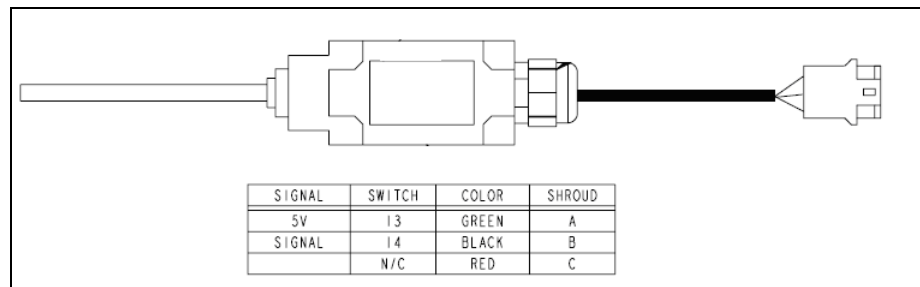 SIGNAL SWITCH COLOR SHROUD
5V 13 GREEN A
SIGNAL 14 BLACK B
N/C RED C